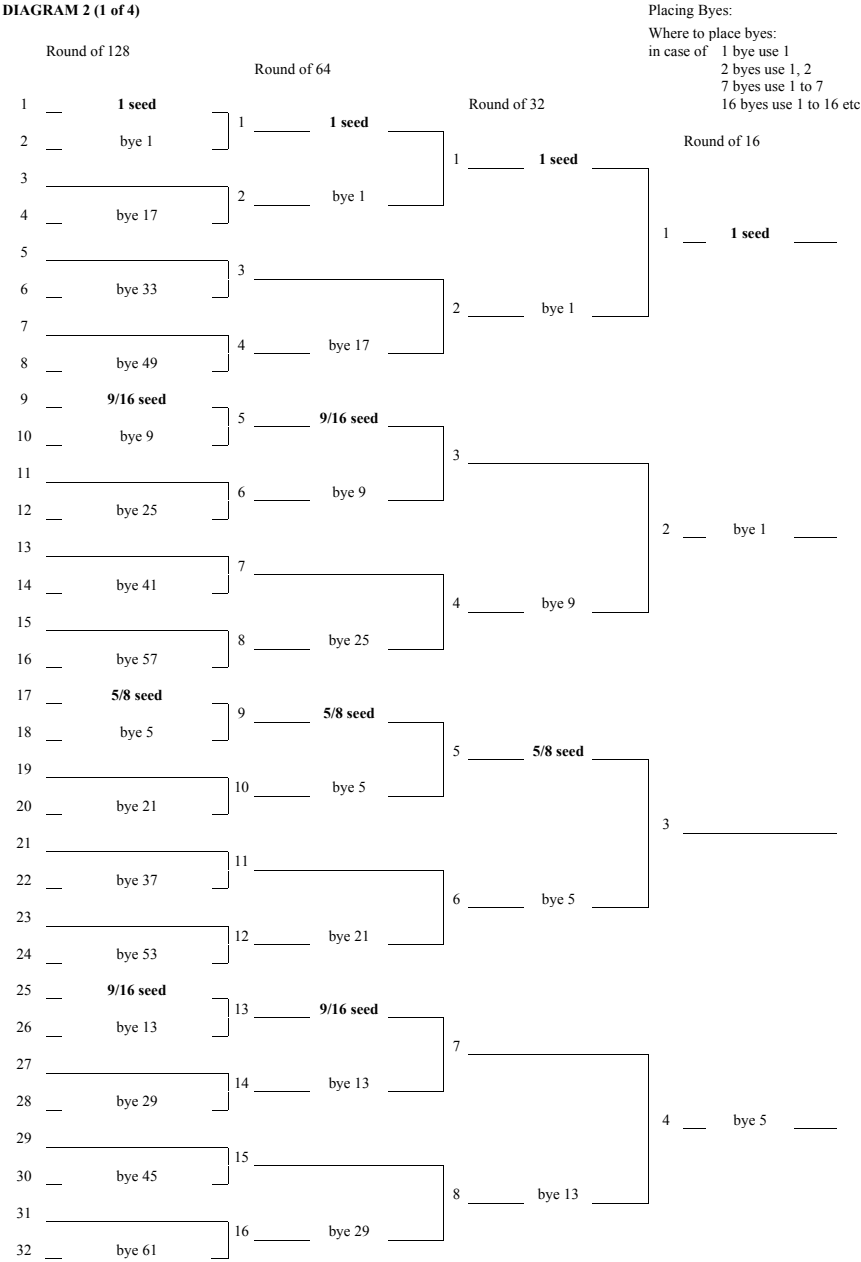 DIAGRAM 2 (1 of 4)
Placing Byes:
Where to place byes:
in case of 1 bye use 1
2 byes use 1, 2
7 byes use 1 to 7
16 byes use 1 to 16 etc
Round of 128
1 1 seed
2 bye 1
3
4 bye 17
5
6 bye 33
7
8 bye 49
9 9/16 seed
10 bye 9
11
12 bye 25
13
14 bye 41
15
16 bye 57
17 5/8 seed
18 bye 5
19
20 bye 21
21
22 bye 37
23
24 bye 53
25 9/16 seed
26 bye 13
27
28 bye 29
29
30 bye 45
31
32 bye 61
Round of 64
1 1 seed
2 bye 1
3
4 bye 17
5 9/16 seed
6 bye 9
7
8 bye 25
9 5/8 seed
10 bye 5
11
12 bye 21
13 9/16 seed
14 bye 13
15
16 bye 29
Round of 32
1 1 seed
2 bye 1
3
4 bye 9
5 5/8 seed
6 bye 5
7
8 bye 13
Round of 16
1 1 seed
2 bye 1
3
4 bye 5